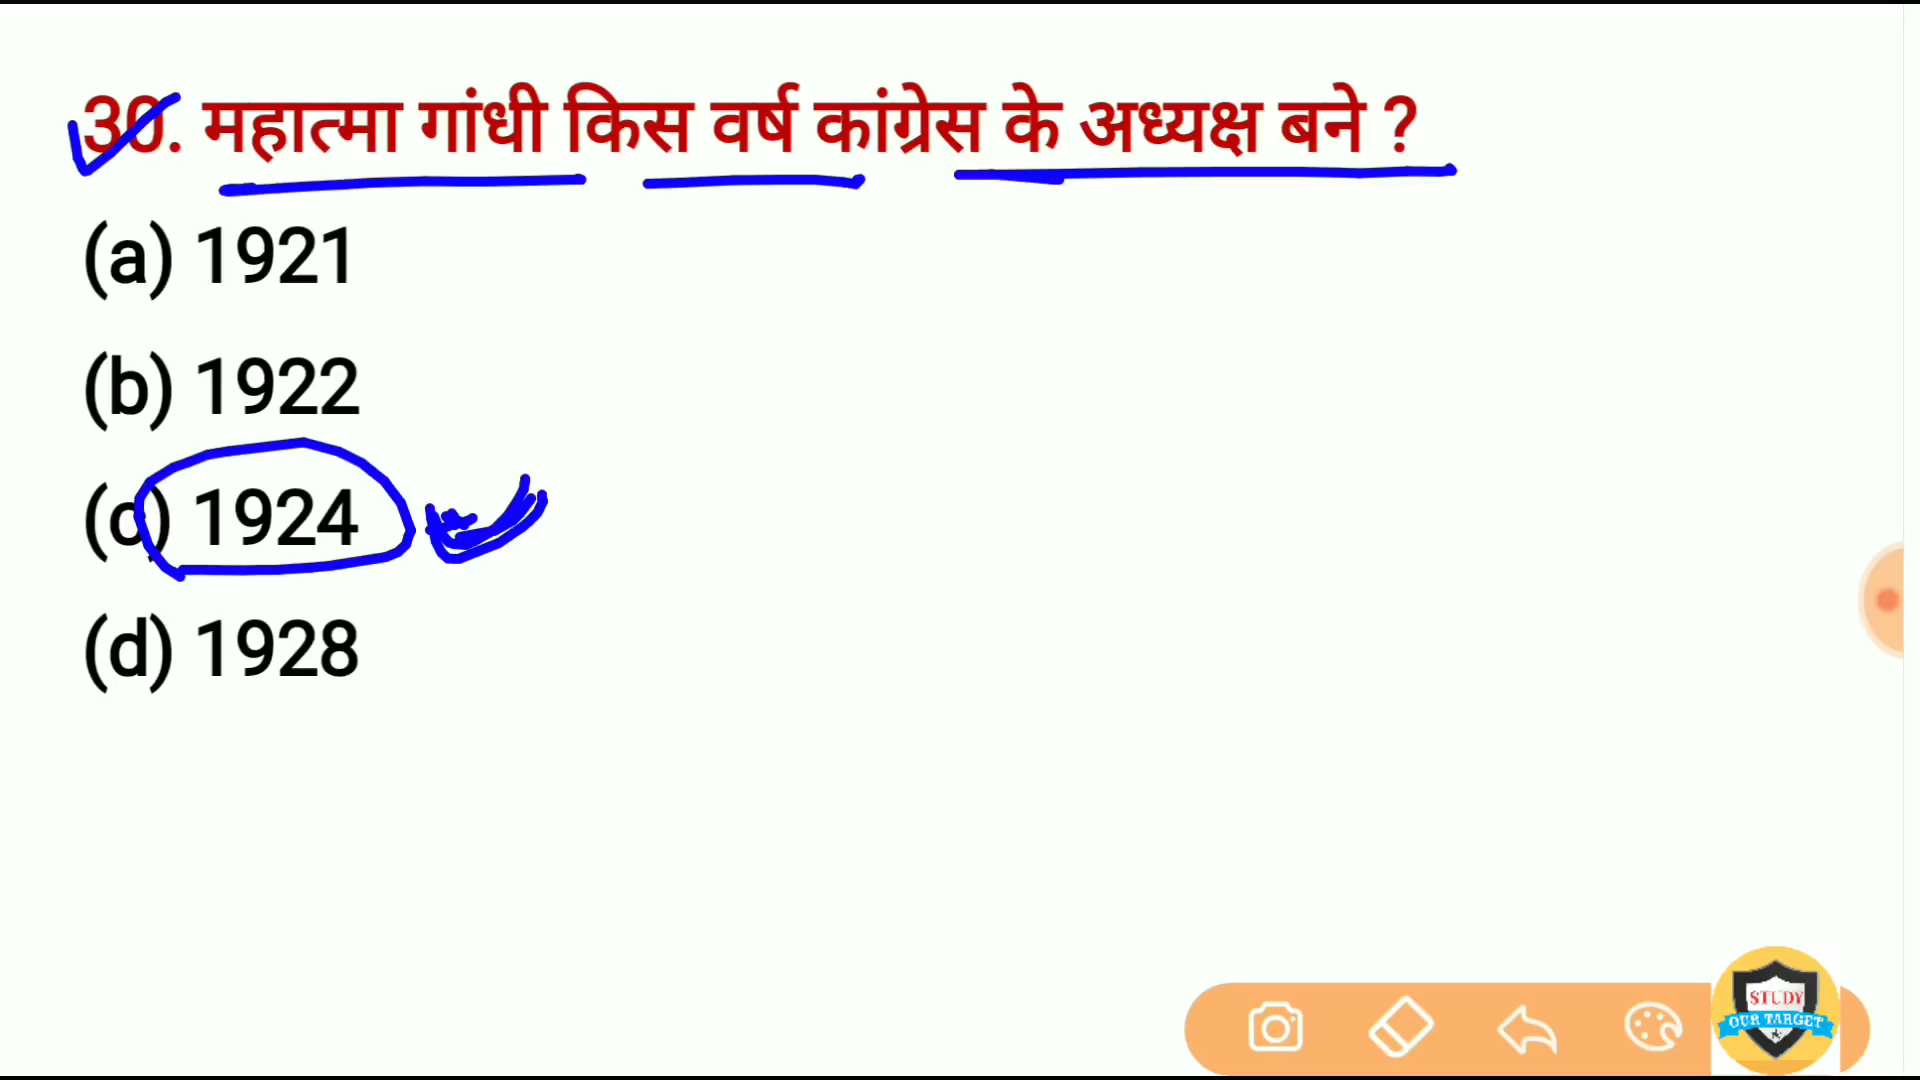 30. महात्मा गांधी किस वर्ष कांग्रेस के अध्यक्ष बने ?
(a) 1921
(b) 1922
(c) 1924
(d) 1928
STUDY
OUR TARGET